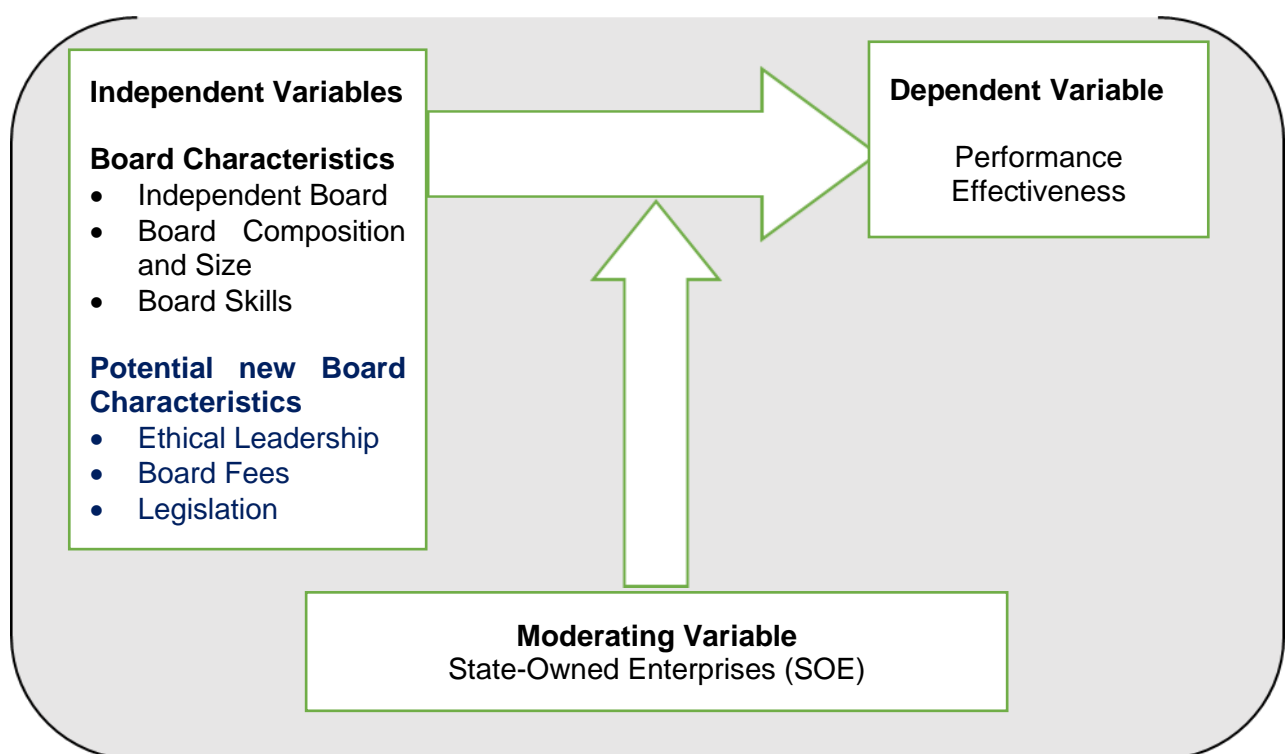 Independent Variables
Board Characteristics
• Independent Board
• Board Composition
and Size
• Board Skills
Potential new Board
Characteristics
• Ethical Leadership
• Board Fees
• Legislation
Dependent Variable
Performance
Effectiveness
Moderating Variable
State-Owned Enterprises (SOE)